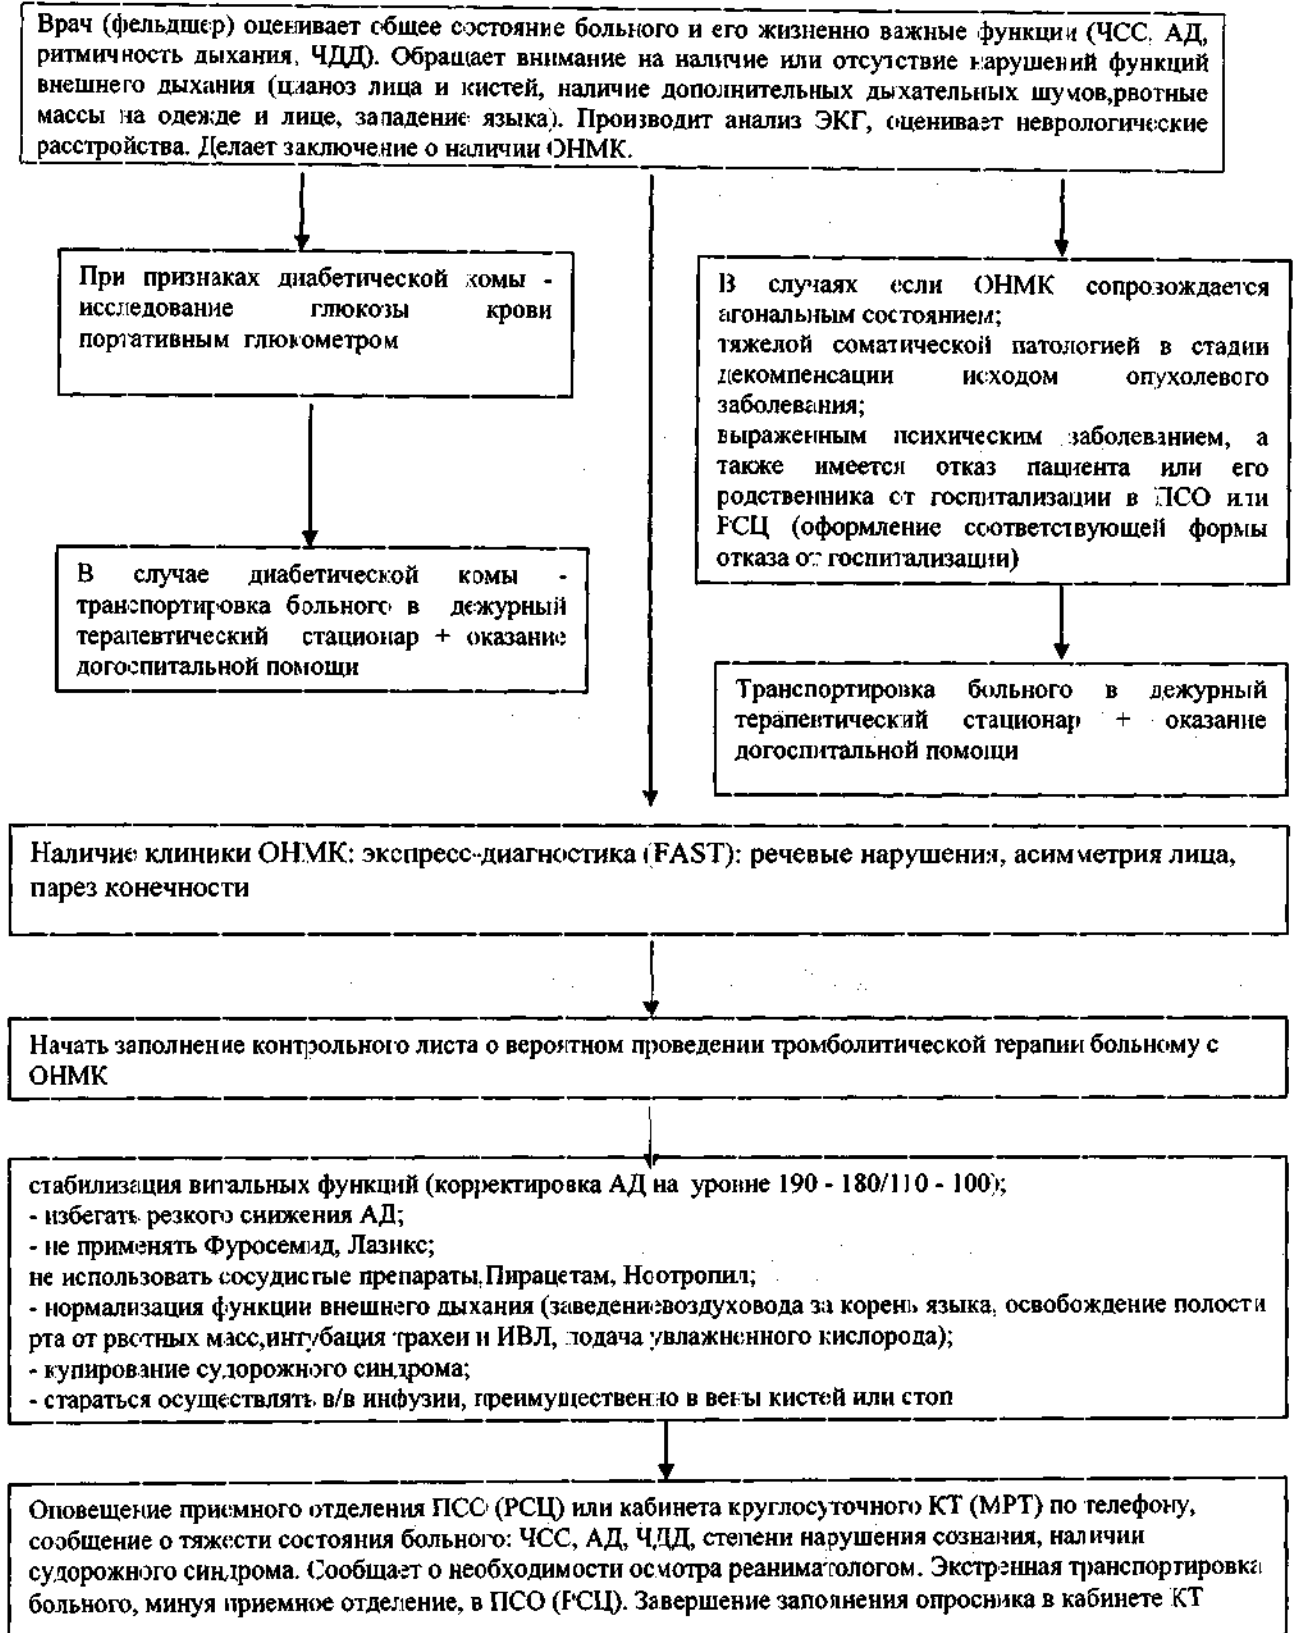 Врач (фельдшер) оценивает общее состояние больного и его жизненно важные функции (ЧСС, АД,
ритмичность дыхания, ЧДД). Обращает внимание на наличие или отсутствие нарушений функций
внешнего дыхания (цианоз лица и кистей, наличие дополнительных дыхательных шумов,рвотные
массы на одежде и лице, западение языка). Производит анализ ЭКГ, оценивает неврологические
расстройства. Делает заключение о наличии ОНМК.
При признаках диабетической комы -
исследование глюкозы крови
портативным глюкометром
В случае диабетической комы -
транспортировка больного в дежурный
терапевтический стационар + оказание
догоспитальной помощи
В случаях если ОНМК сопровождается
агональным состоянием;
тяжелой соматической патологией в стадии
декомпенсации исходом опухолевого
заболевания;
выраженным психическим заболеванием, а
также имеется отказ пациента или его
родственника от госпитализации в ПСО или
РСЦ (оформление соответствующей формы
отказа от госпитализации)
Транспортировка больного в дежурный
терапевтический стационар + оказание
догоспитальной помощи
Наличие клиники ОНМК: экспресс-диагностика (FAST): речевые нарушения, асимметрия лица,
парез конечности
Начать заполнение контрольного листа о вероятном проведении тромболитической терапии больному с
ОНМК
стабилизация витальных функций (корректировка АД на уровне 190 - 180/110 - 100);
- избегать резкого снижения АД;
- не применять Фуросемид, Лазикс;
не использовать сосудистые препараты,Пирацетам, Ноотропил;
- нормализация функции внешнего дыхания (заведениевоздуховода за корень языка, освобождение полости
рта от рвотных масс,интубация трахеи и ИВЛ, подача увлажненного кислорода);
- купирование судорожного синдрома;
- стараться осуществлять в/в инфузии, преимущественно в вены кистей или стоп
Оповещение приемного отделения ПСО (РСЦ) или кабинета круглосуточного КТ (МРТ) по телефону,
сообщение о тяжести состояния больного: ЧСС, АД, ЧДД, степени нарушения сознания, наличии
судорожного синдрома. Сообщает о необходимости осмотра реаниматологом. Экстренная транспортировка
больного, минуя приемное отделение, в ПСО (РСЦ). Завершение заполнения опросника в кабинете КТ